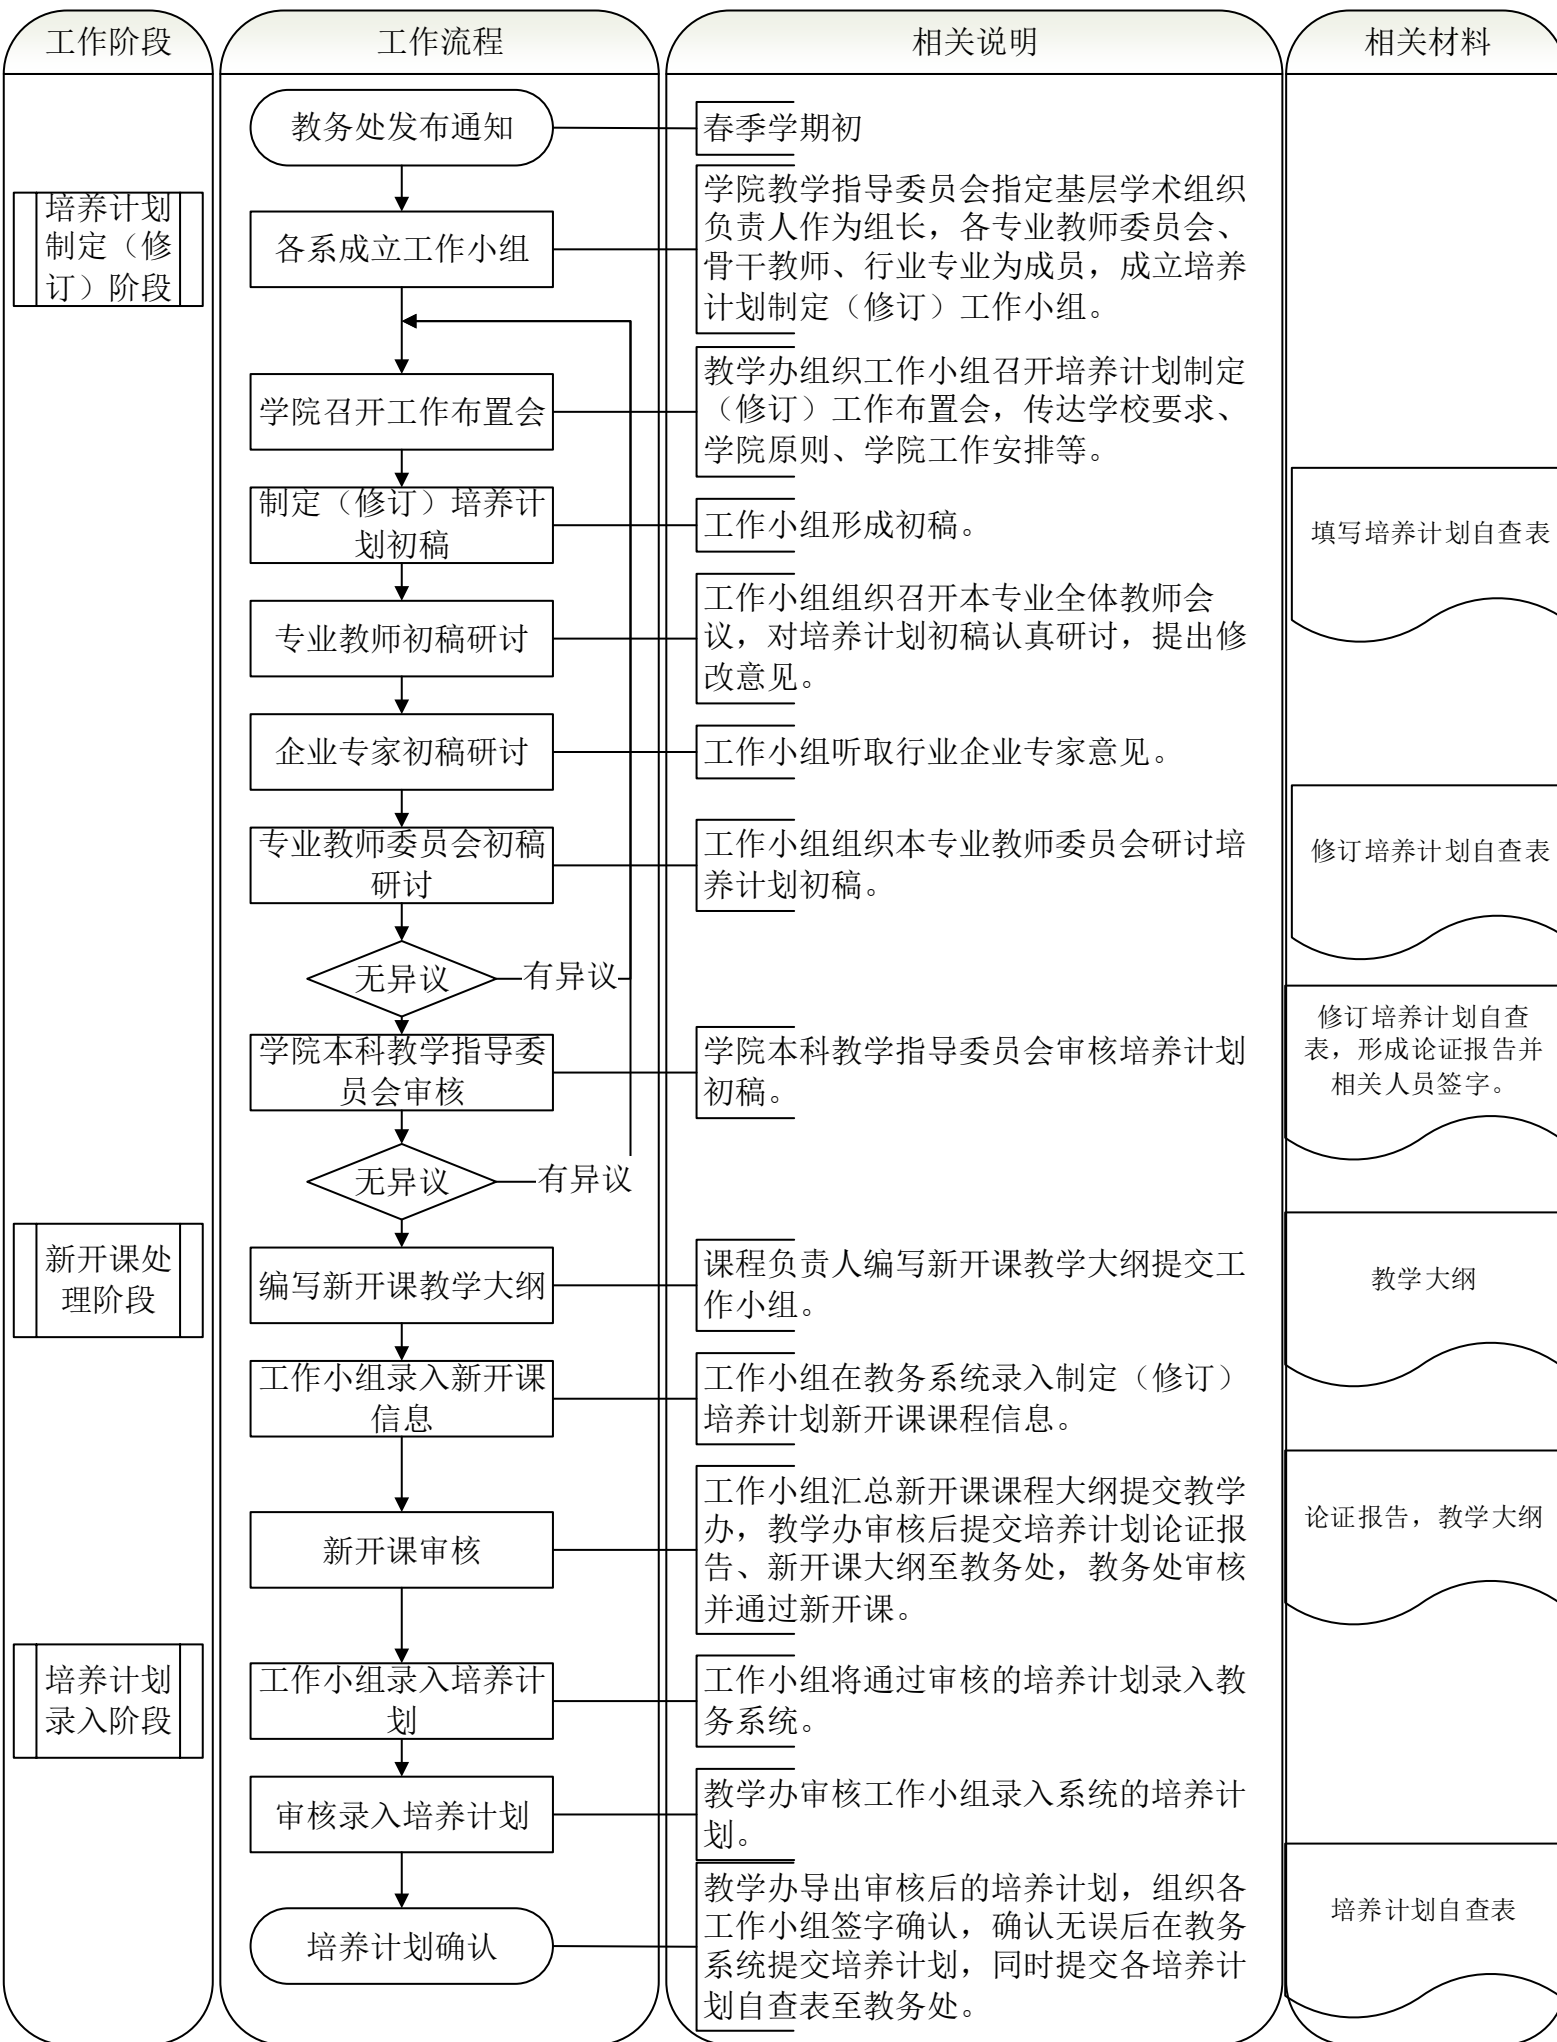 工作阶段
工作流程
相关说明
相关材料
教务处发布通知
春季学期初
培养计划
制定（修
订）阶段
各系成立工作小组
学院教学指导委员会指定基层学术组织
负责人作为组长，各专业教师委员会、
骨干教师、行业专业为成员，成立培养
计划制定（修订）工作小组。
学院召开工作布置会
教学办组织工作小组召开培养计划制定
（修订）工作布置会，传达学校要求、
学院原则、学院工作安排等。
制定（修订）培养计
划初稿
工作小组形成初稿。
填写培养计划自查表
专业教师初稿研讨
工作小组组织召开本专业全体教师会
议，对培养计划初稿认真研讨，提出修
改意见。
企业专家初稿研讨
工作小组听取行业企业专家意见。
专业教师委员会初稿
研讨
工作小组组织本专业教师委员会研讨培
养计划初稿。
修订培养计划自查表
无异议
有异议
学院本科教学指导委
员会审核
学院本科教学指导委员会审核培养计划
初稿。
修订培养计划自查
表，形成论证报告并
相关人员签字。
无异议
有异议
新开课处
理阶段
编写新开课教学大纲
课程负责人编写新开课教学大纲提交工
作小组。
教学大纲
工作小组录入新开课
信息
工作小组在教务系统录入制定（修订）
培养计划新开课课程信息。
新开课审核
工作小组汇总新开课课程大纲提交教学
办，教学办审核后提交培养计划论证报
告、新开课大纲至教务处，教务处审核
并通过新开课。
论证报告，教学大纲
培养计划
录入阶段
工作小组录入培养计
划
工作小组将通过审核的培养计划录入教
务系统。
审核录入培养计划
教学办审核工作小组录入系统的培养计
划。
培养计划确认
教学办导出审核后的培养计划，组织各
工作小组签字确认，确认无误后在教务
系统提交培养计划，同时提交各培养计
划自查表至教务处。
培养计划自查表